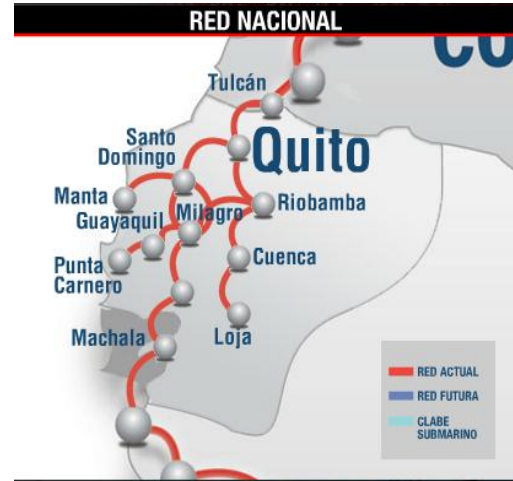 RED NACIONAL
CO
Tulcán
Santo
Domingo
Quito
Manta
Guayaquil
Milagro
Riobamba
Punta
Carnero
Cuenca
Machala
Loja
RED ACTUAL
RED FUTURA
CLABE
SUBMARINO